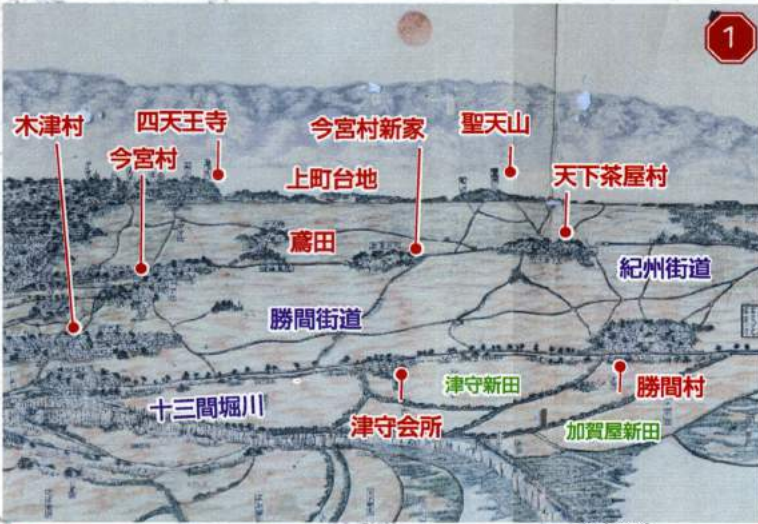 1
木津村
四天王寺
今宮村新家
聖天山
今宮村
上町台地
天下茶屋村
鳶田
紀州街道
勝間街道
津守新田
勝間村
十三間堀川
津守会所
加賀屋新田